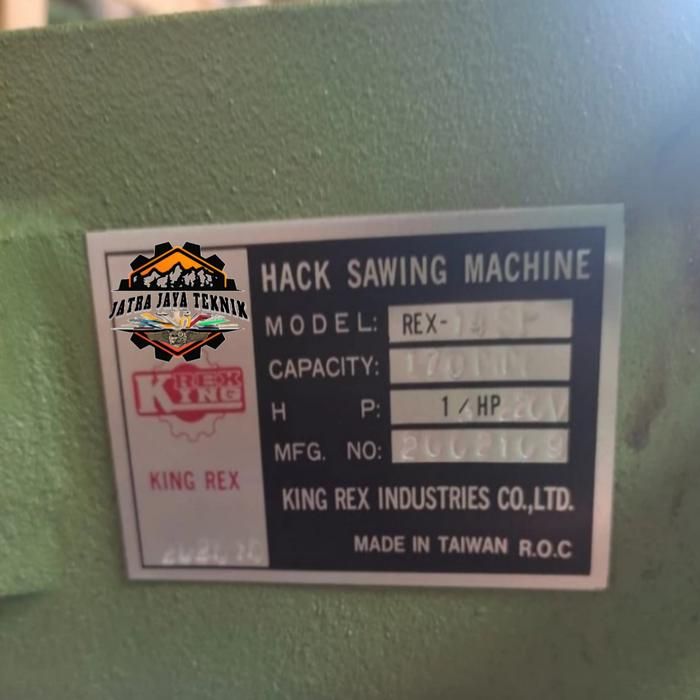 HACK SAWING MACHINE
JATRA JAYA TEKNIK
MODEL: REX-
CAPACITY:
REX
KING
H P: 1/HP
MFG. NO: 2002109
KING REX
KING REX INDUSTRIES CO.,LTD.
MADE IN TAIWAN R.O.C